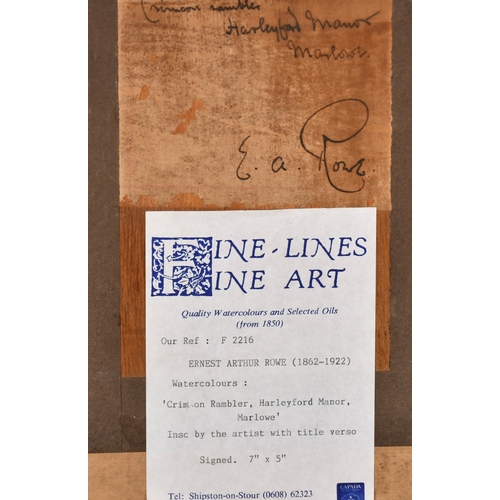 Crimson rambler
Harleyford Manor
Marlowe.
E. a. Rowe.
FINE-LINES
FINE ART
Quality Watercolours and Selected Oils
(from 1850)
Our Ref : F 2216
ERNEST ARTHUR ROWE (1862-1922)
Watercolours :
'Crimson Rambler, Harleyford Manor,
Marlowe'
Insc by the artist with title verso
Signed. 7" x 5"
Tel: Shipston-on-Stour (0608) 62323
LAPADA